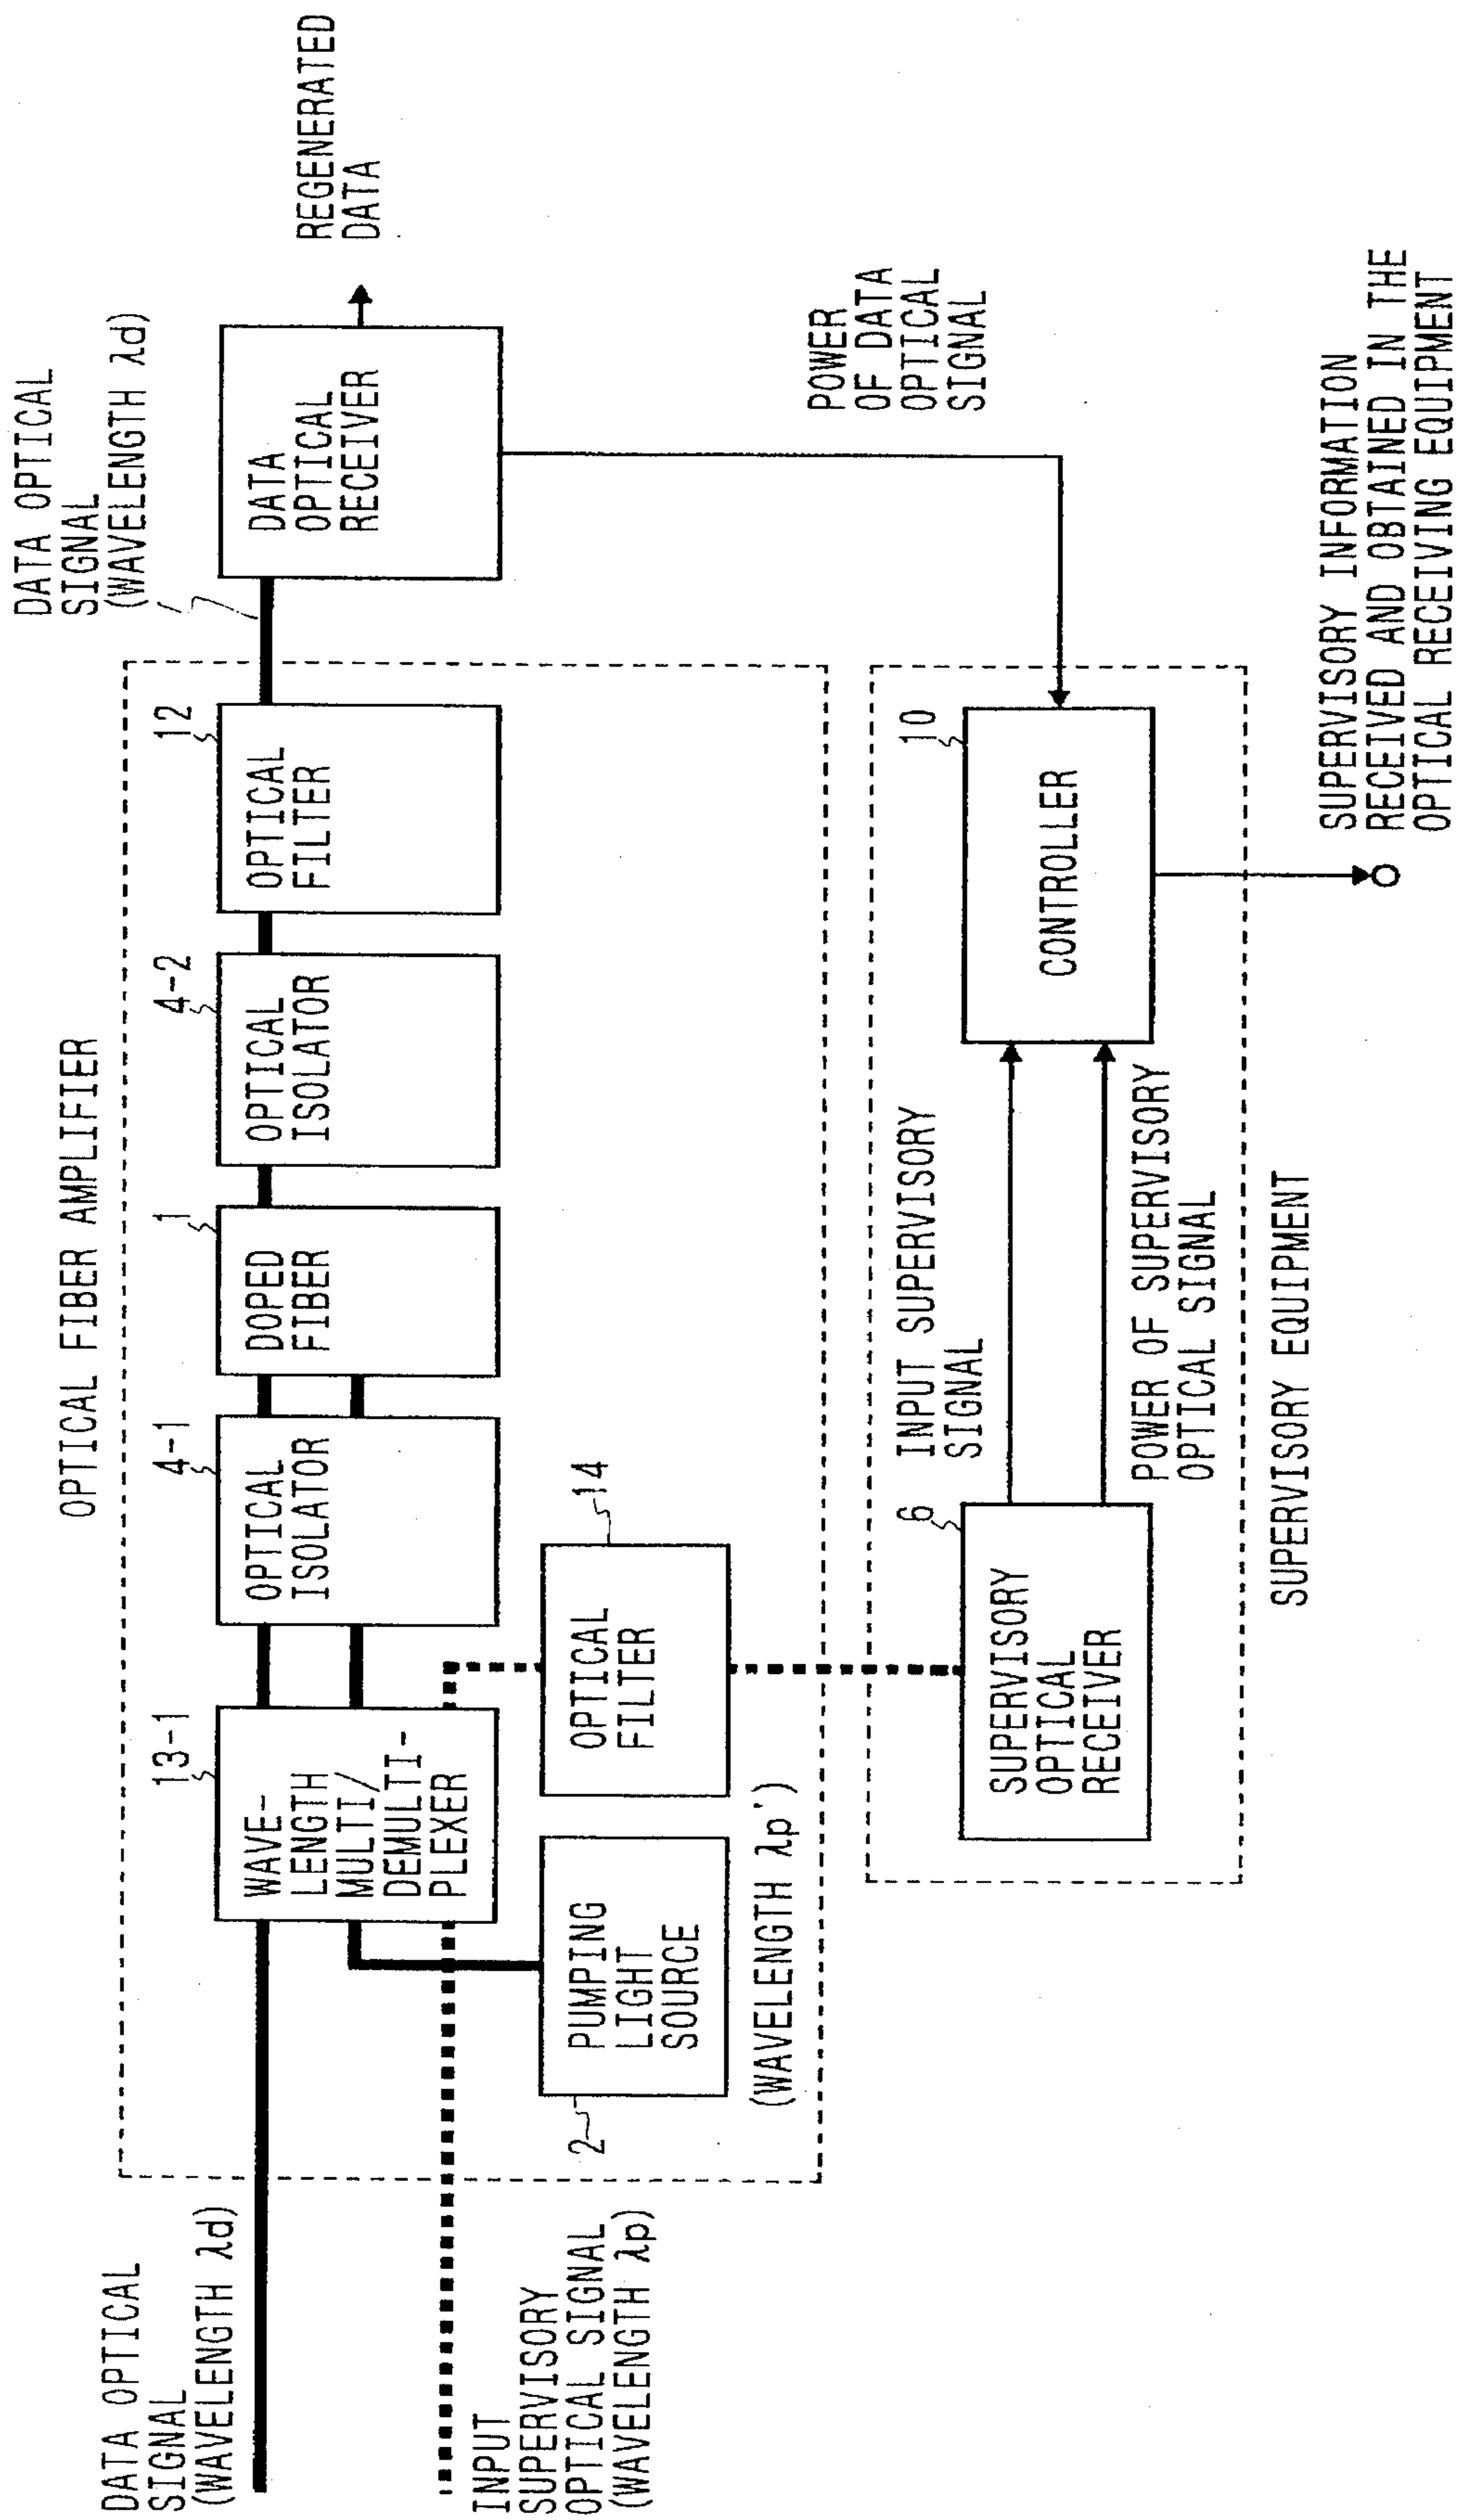 OPTICAL FIBER AMPLIFIER
DATA OPTICAL
SIGNAL
(WAVELENGTH λd)
INPUT
SUPERVISORY
OPTICAL SIGNAL
(WAVELENGTH λp)
13-1
WAVE-
LENGTH
MULTI/
DEMULTI-
PLEXER
4-1
OPTICAL
ISOLATOR
1
DOPED
FIBER
4-2
OPTICAL
ISOLATOR
12
OPTICAL
FILTER
DATA OPTICAL
SIGNAL
(WAVELENGTH λd)
DATA
OPTICAL
RECEIVER
REGENERATED
DATA
2
PUMPING
LIGHT
SOURCE
(WAVELENGTH λp')
14
OPTICAL
FILTER
POWER
OF DATA
OPTICAL
SIGNAL
6
SUPERVISORY
OPTICAL
RECEIVER
INPUT SUPERVISORY
SIGNAL
POWER OF SUPERVISORY
OPTICAL SIGNAL
10
CONTROLLER
SUPERVISORY EQUIPMENT
SUPERVISORY INFORMATION
RECEIVED AND OBTAINED IN THE
OPTICAL RECEIVING EQUIPMENT